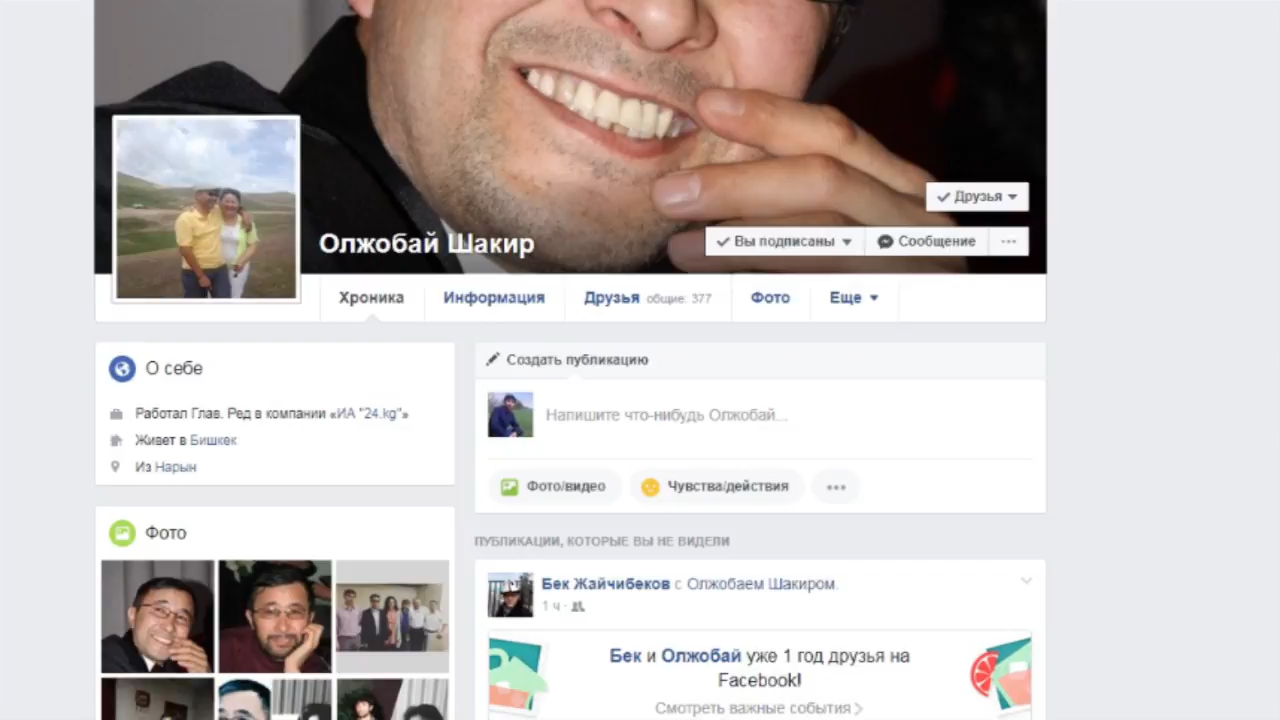 Друзья
Олжобай Шакир
Вы подписаны
Сообщение
Хроника
Информация
Друзья общие: 377
Фото
Еще
О себе
Работал Глав. Ред в компании «ИА "24.kg"»
Живет в Бишкек
Из Нарын
Фото
Создать публикацию
Напишите что-нибудь Олжобай...
Фото/видео
Чувства/действия
ПУБЛИКАЦИИ, КОТОРЫЕ ВЫ НЕ ВИДЕЛИ
Бек Жайчибеков с Олжобаем Шакиром.
1 ч
Бек и Олжобай уже 1 год друзья на
Facebook!
Смотреть важные события